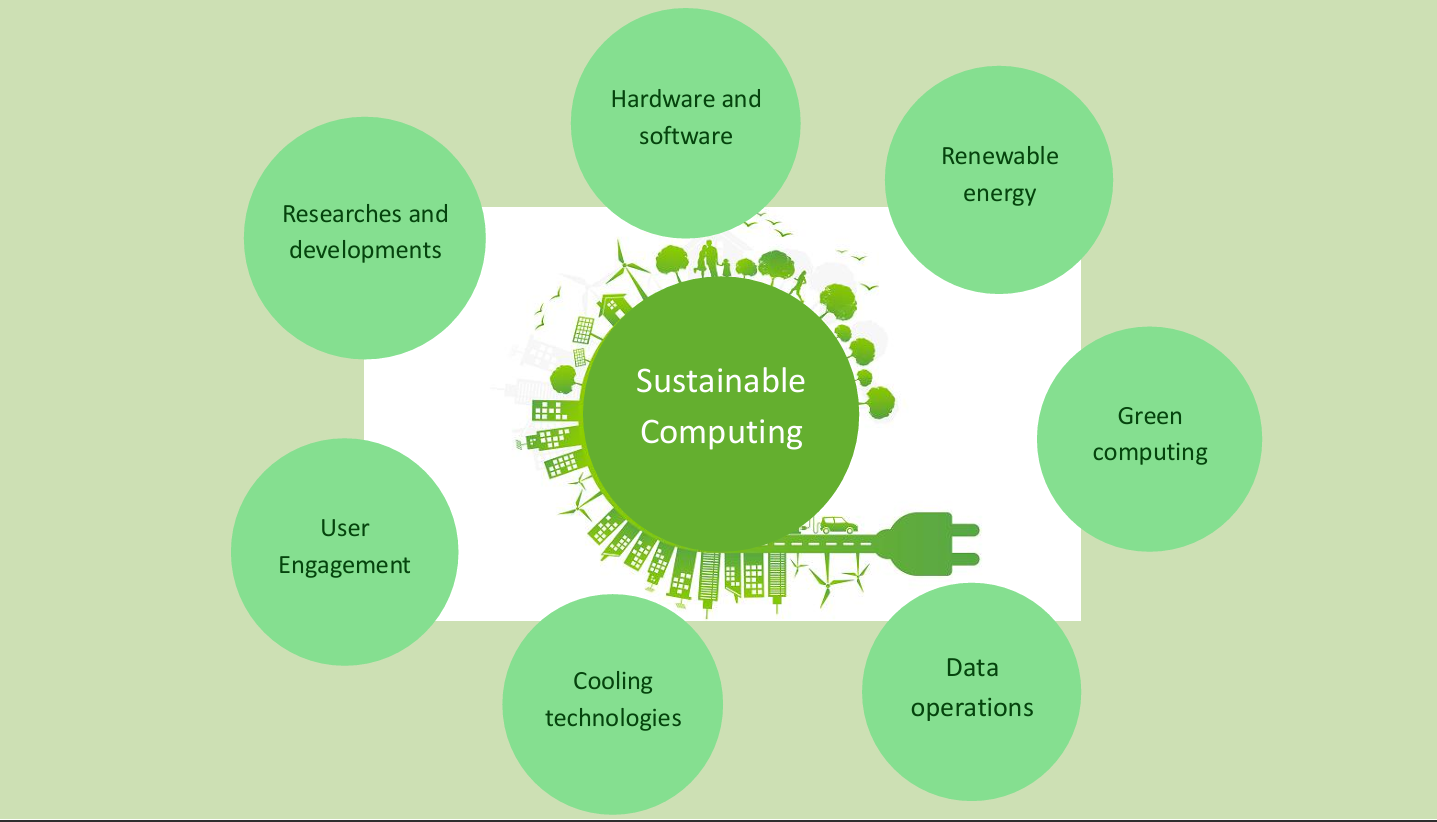 Hardware and
software
Renewable
energy
Researches and
developments
Sustainable
Computing
Green
computing
User
Engagement
Cooling
technologies
Data
operations